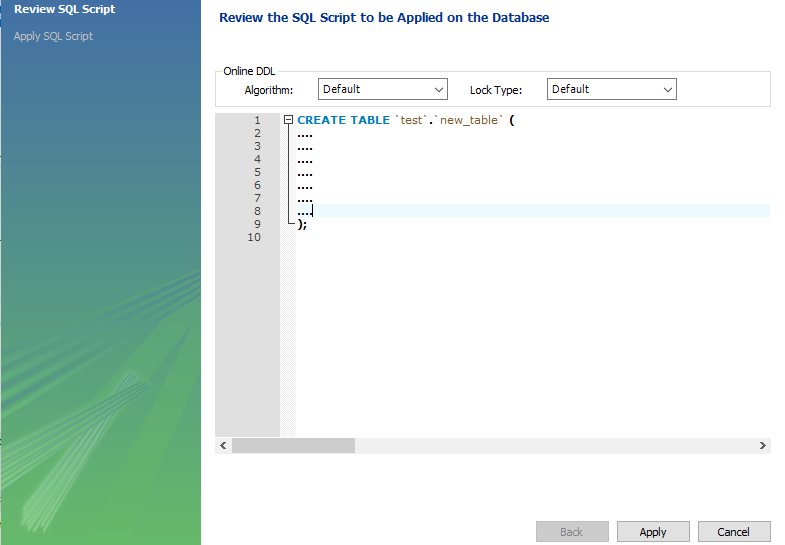 Review SQL Script
Apply SQL Script
Review the SQL Script to be Applied on the Database
Online DDL
Algorithm: Default Lock Type: Default
1 CREATE TABLE `test`.`new_table` (
2 ....
3 ....
4 ....
5 ....
6 ....
7 ....
8 ....
9 );
10
Back Apply Cancel